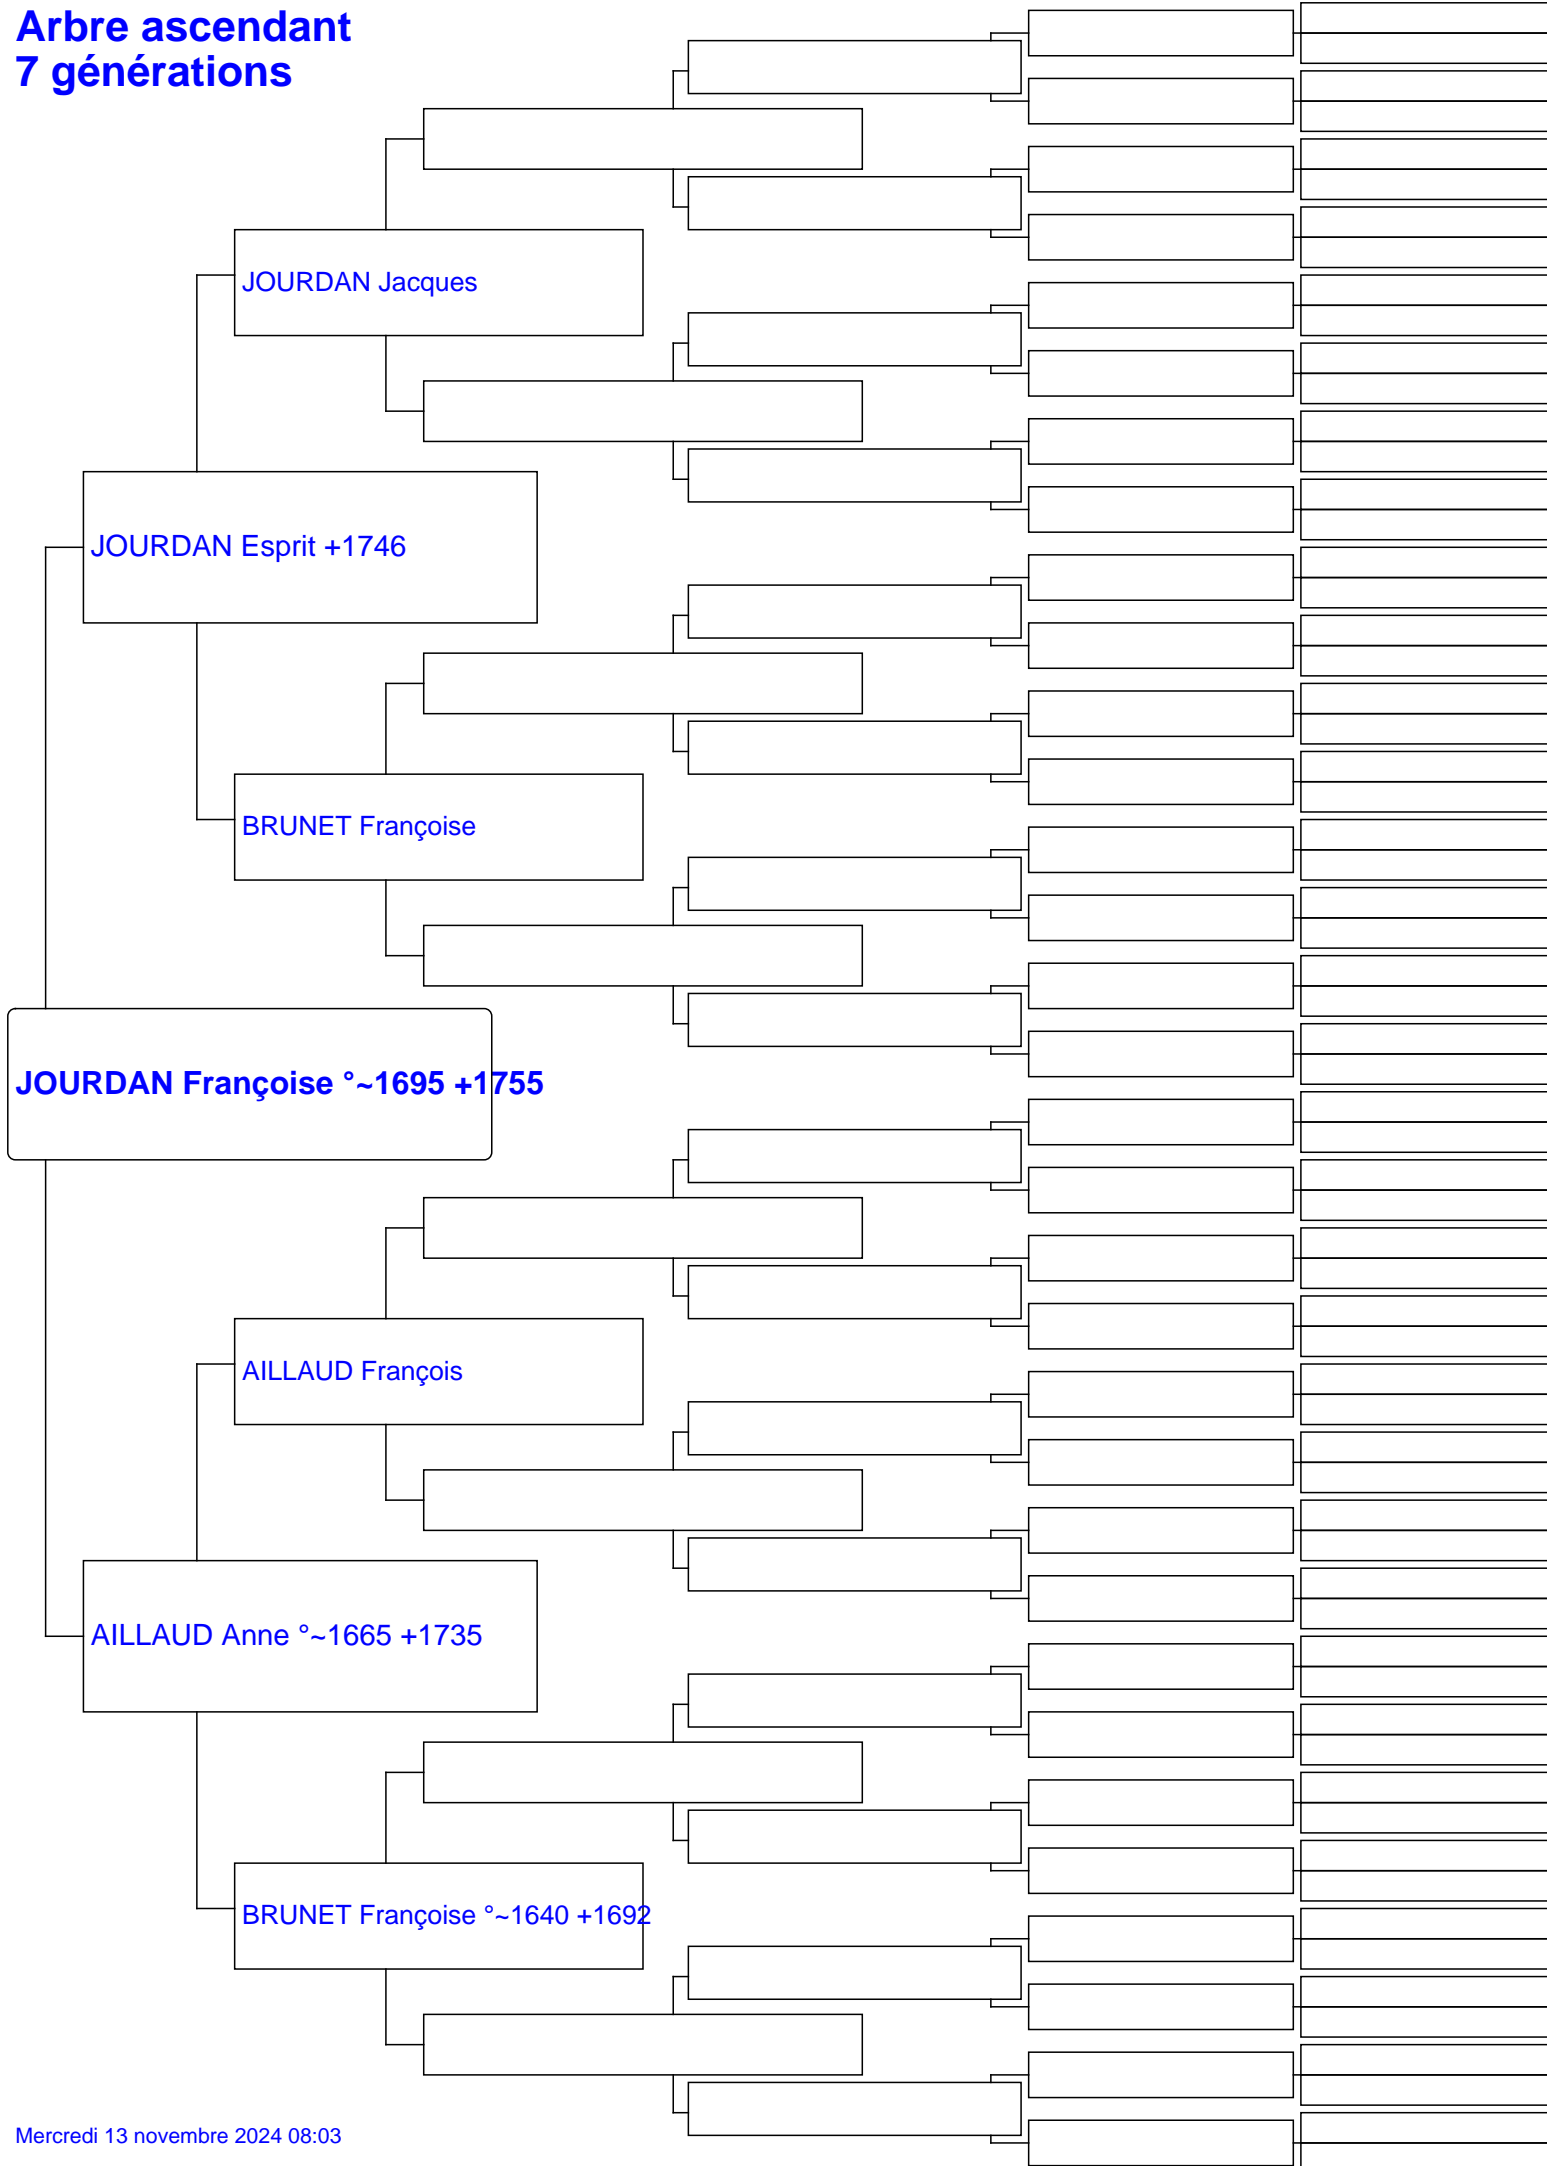 Arbre ascendant
7 générations
JOURDAN Jacques
JOURDAN Esprit +1746
BRUNET Françoise
JOURDAN Françoise °~1695 +1755
AILLAUD François
AILLAUD Anne °~1665 +1735
BRUNET Françoise °~1640 +1692
Mercredi 13 novembre 2024 08:03